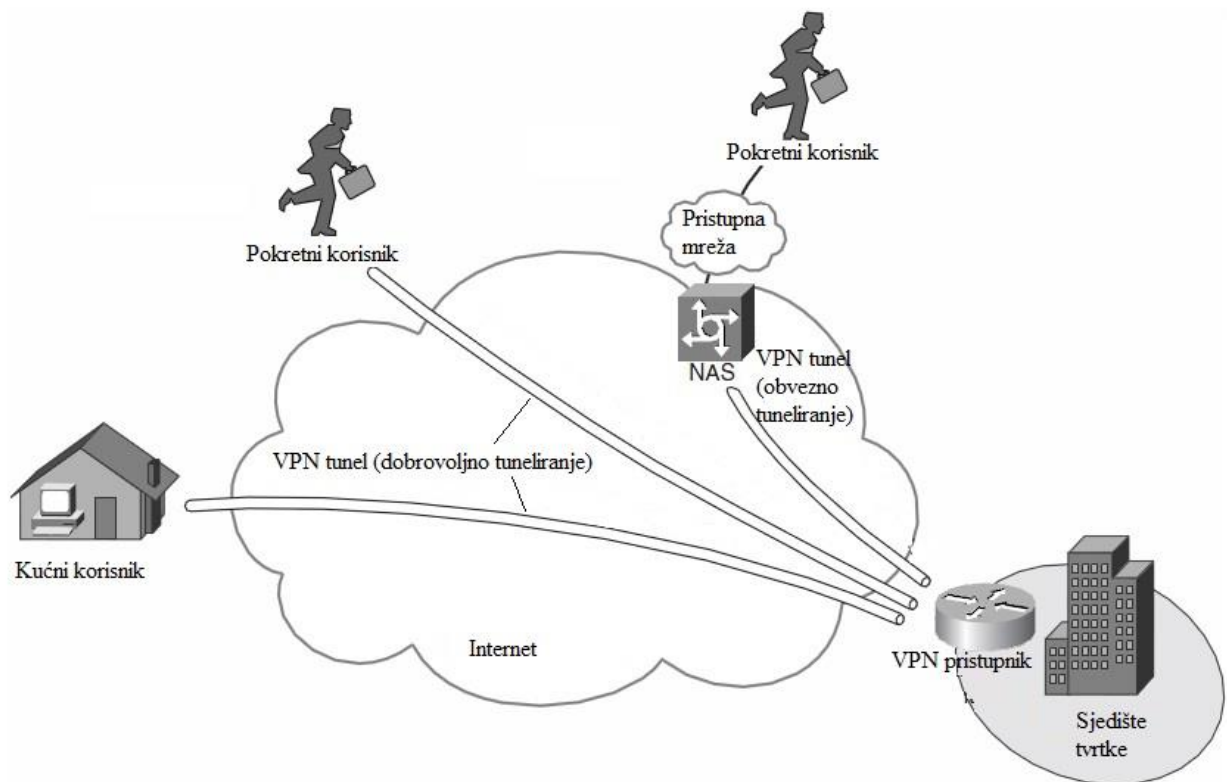 Pokretni korisnik
Pokretni korisnik
Pristupna
mreža
NAS
VPN tunel
(obvezno
tuneliranje)
VPN tunel (dobrovoljno tuneliranje)
Kućni korisnik
Internet
VPN pristupnik
Sjedište
tvrtke